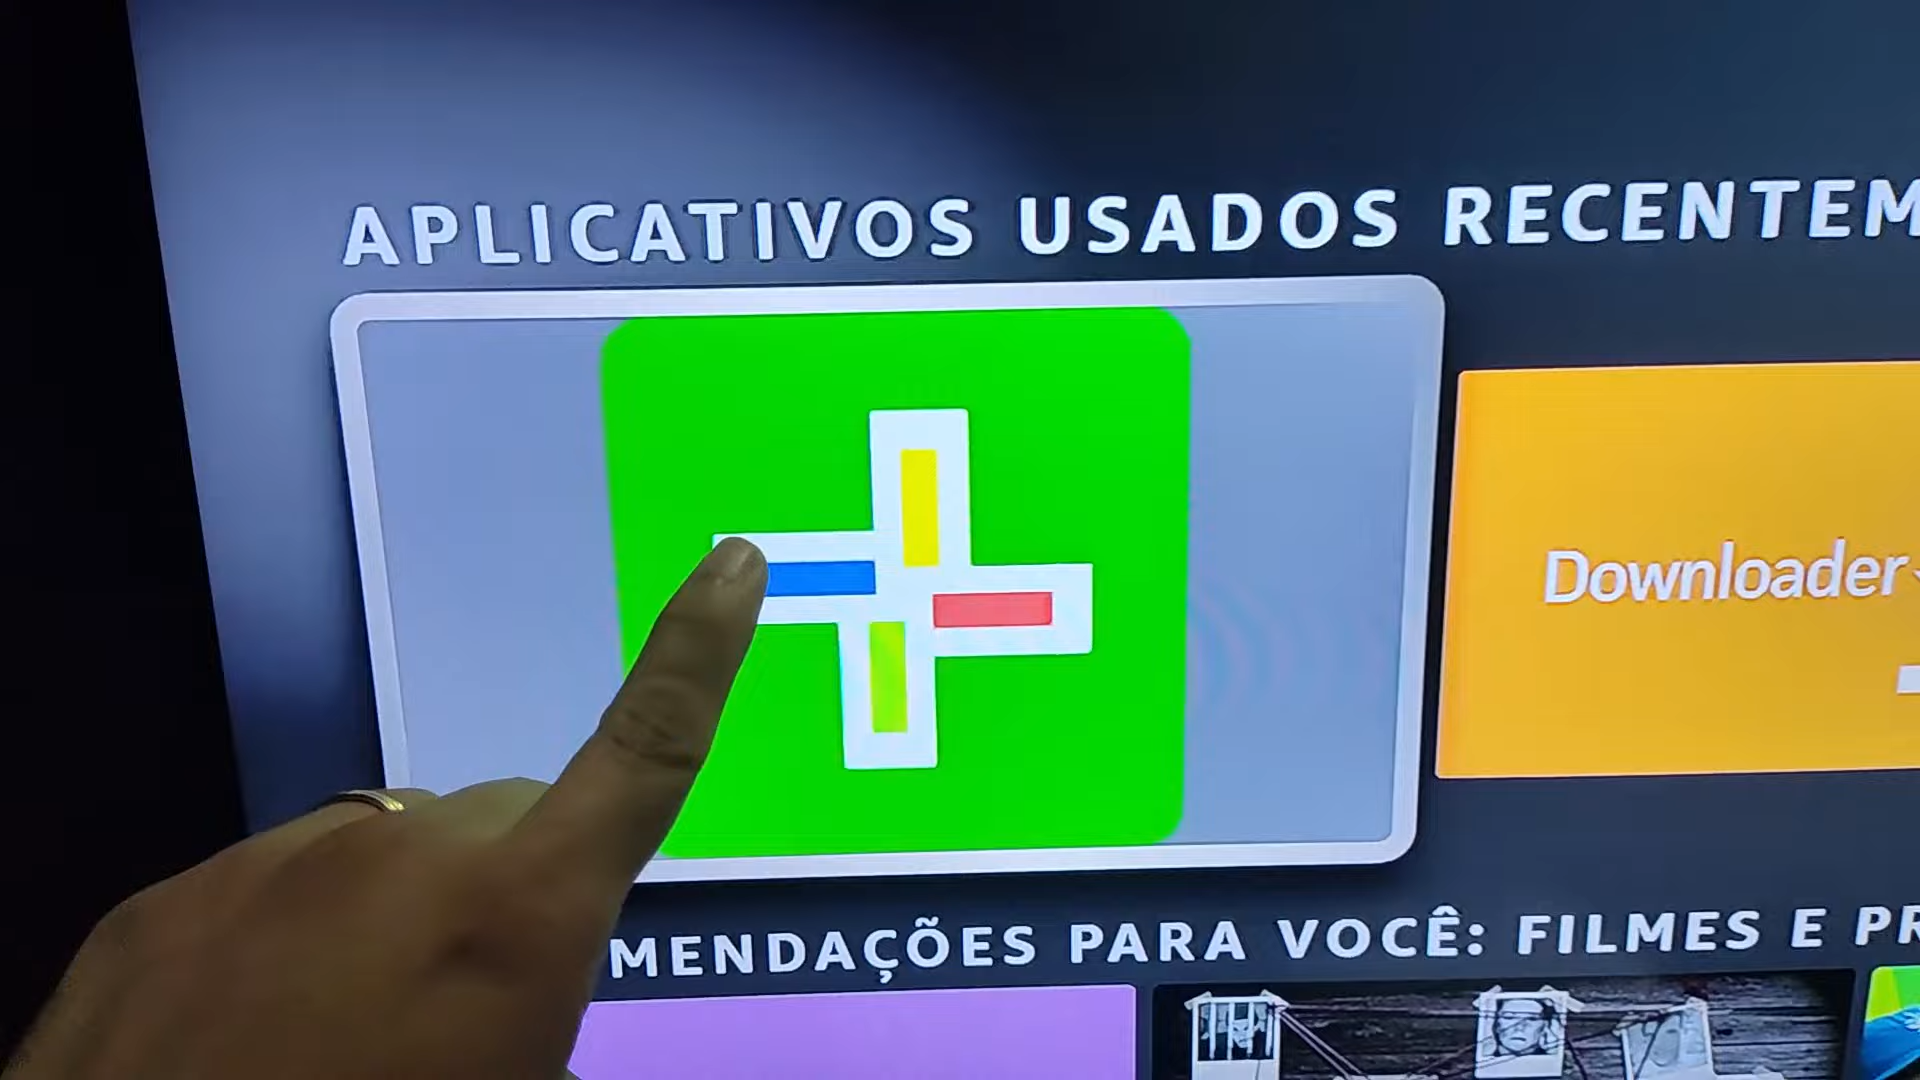 APLICATIVOS USADOS RECENTEM
Downloader
MENDAÇÕES PARA VOCÊ: FILMES E PR